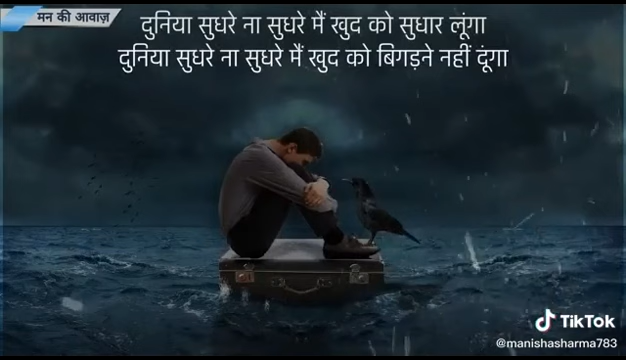 मन की आवाज़
दुनिया सुधरे ना सुधरे मैं खुद को सुधार लूंगा
दुनिया सुधरे ना सुधरे मैं खुद को बिगड़ने नहीं दूंगा
TikTok
@manishasharma783